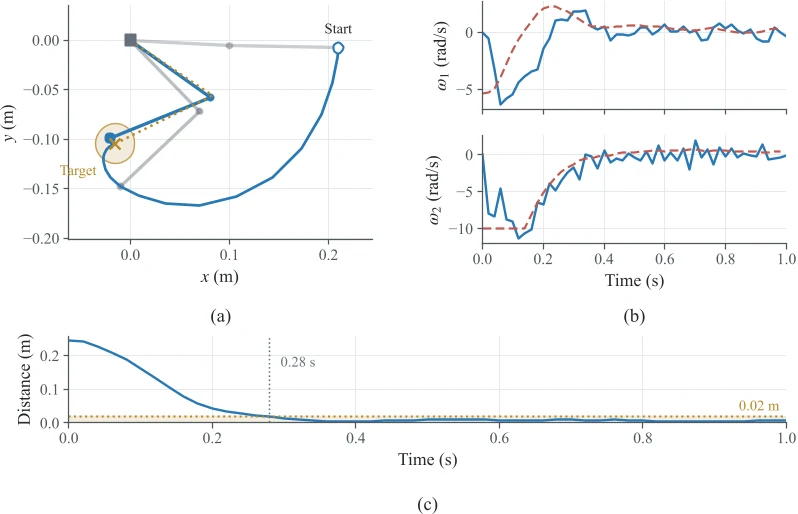 Start
0.00
−0.05
−0.10
−0.15
−0.20
y (m)
Target
0.0
0.1
0.2
x (m)
(a)
0
−5
ω1 (rad/s)
0
−5
−10
ω2 (rad/s)
0.0
0.2
0.4
0.6
0.8
1.0
Time (s)
(b)
0.2
0.1
0.0
Distance (m)
0.28 s
0.02 m
0.0
0.2
0.4
0.6
0.8
1.0
Time (s)
(c)